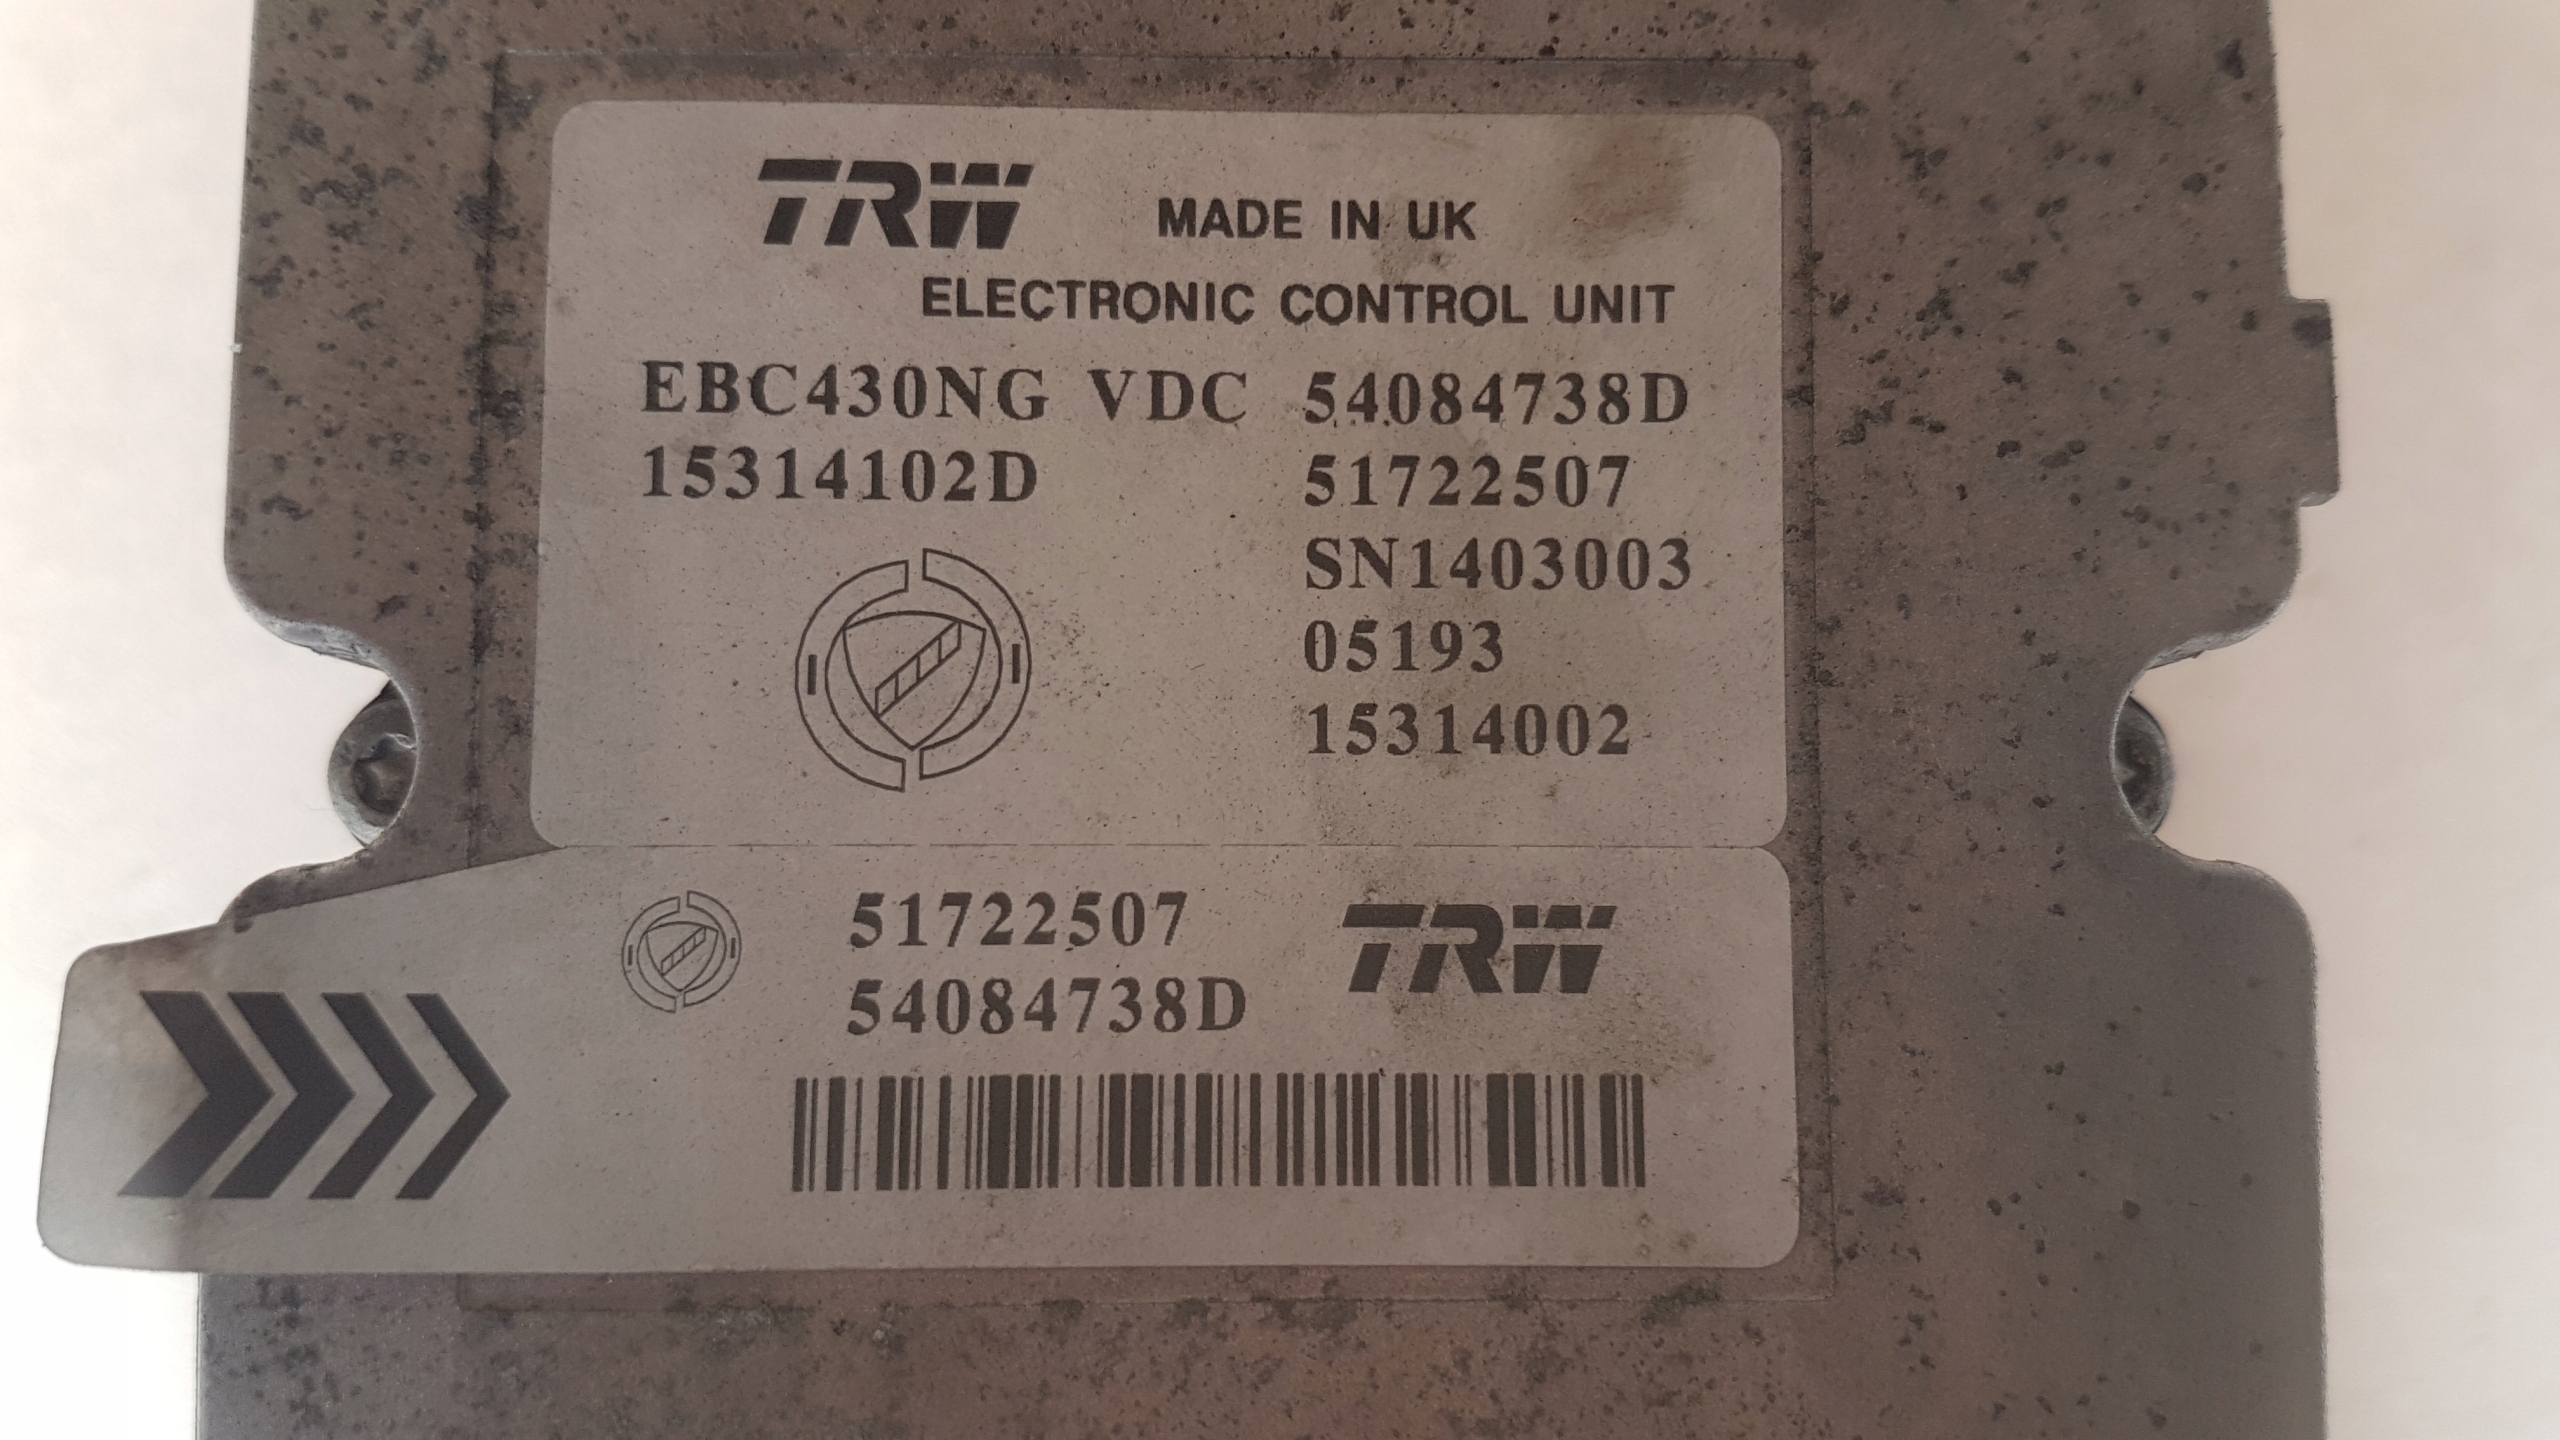 TRW MADE IN UK
ELECTRONIC CONTROL UNIT
EBC430NG VDC 54084738D
15314102D 51722507
SN1403003
05193
15314002
51722507 TRW
54084738D